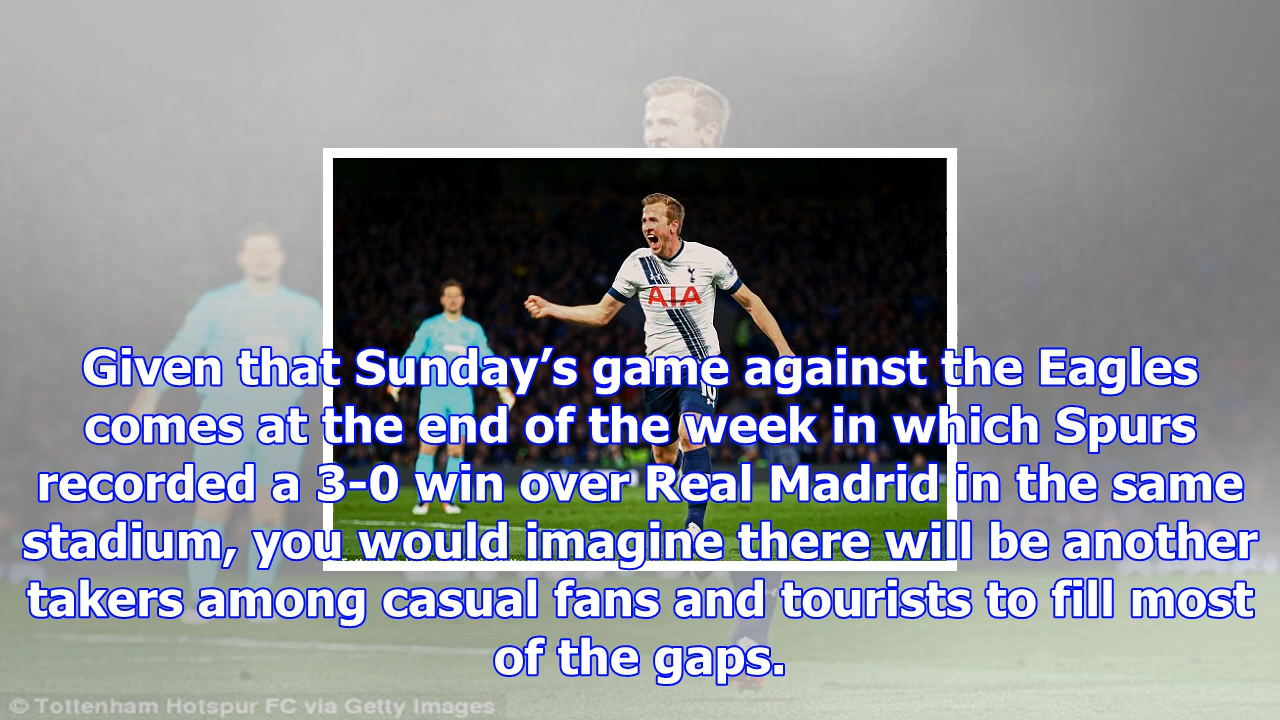 AIA
10
Given that Sunday’s game against the Eagles
comes at the end of the week in which Spurs
recorded a 3-0 win over Real Madrid in the same
stadium, you would imagine there will be another
takers among casual fans and tourists to fill most
of the gaps.
© Tottenham Hotspur FC via Getty Images